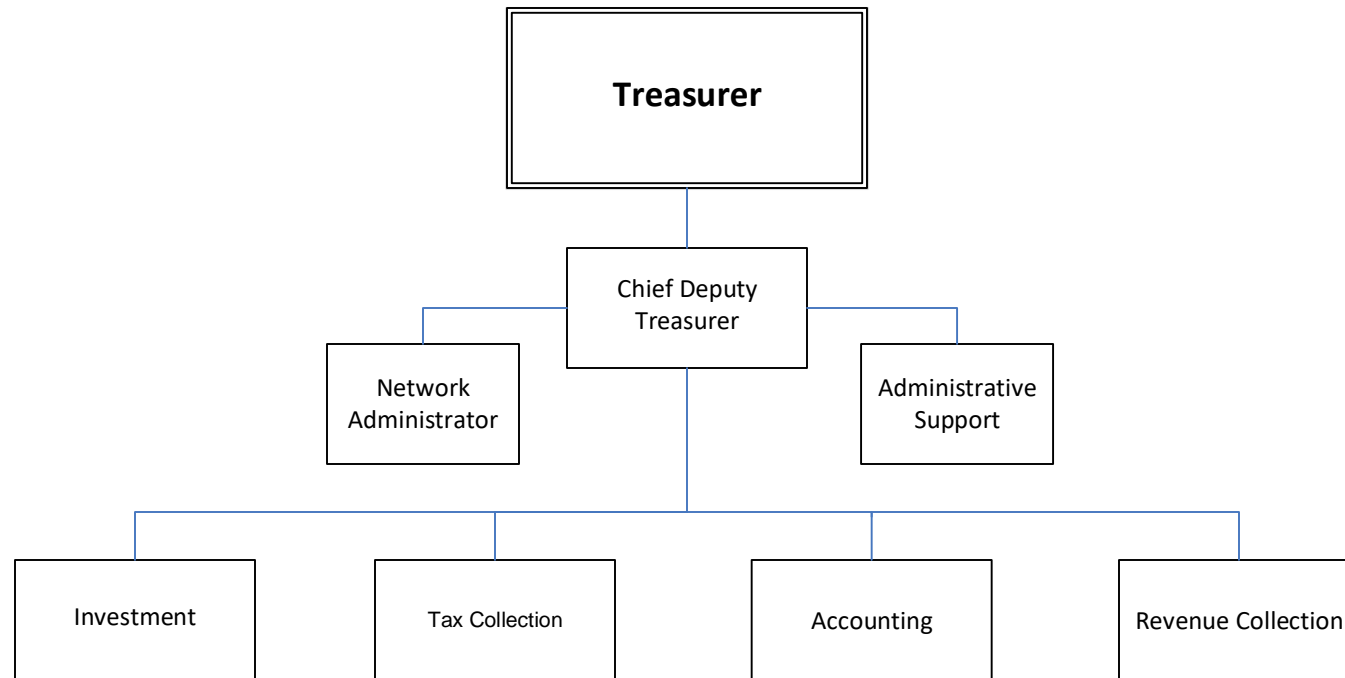 Treasurer
Chief Deputy
Treasurer
Network
Administrator
Administrative
Support
Investment
Tax Collection
Accounting
Revenue Collection